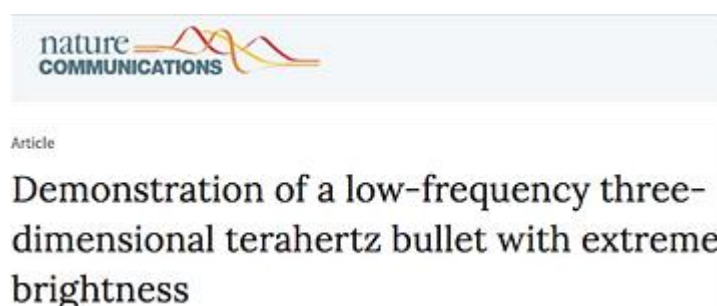 nature
COMMUNICATIONS
Article
Demonstration of a low-frequency three-
dimensional terahertz bullet with extreme
brightness